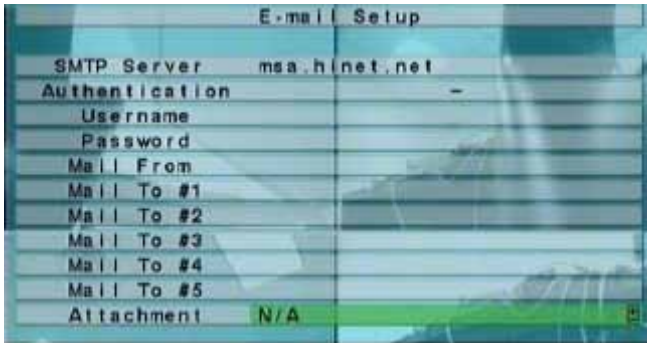 E-mail Setup
SMTP Server msa.hinet.net
Authentication -
Username
Password
Mail From
Mail To #1
Mail To #2
Mail To #3
Mail To #4
Mail To #5
Attachment N/A